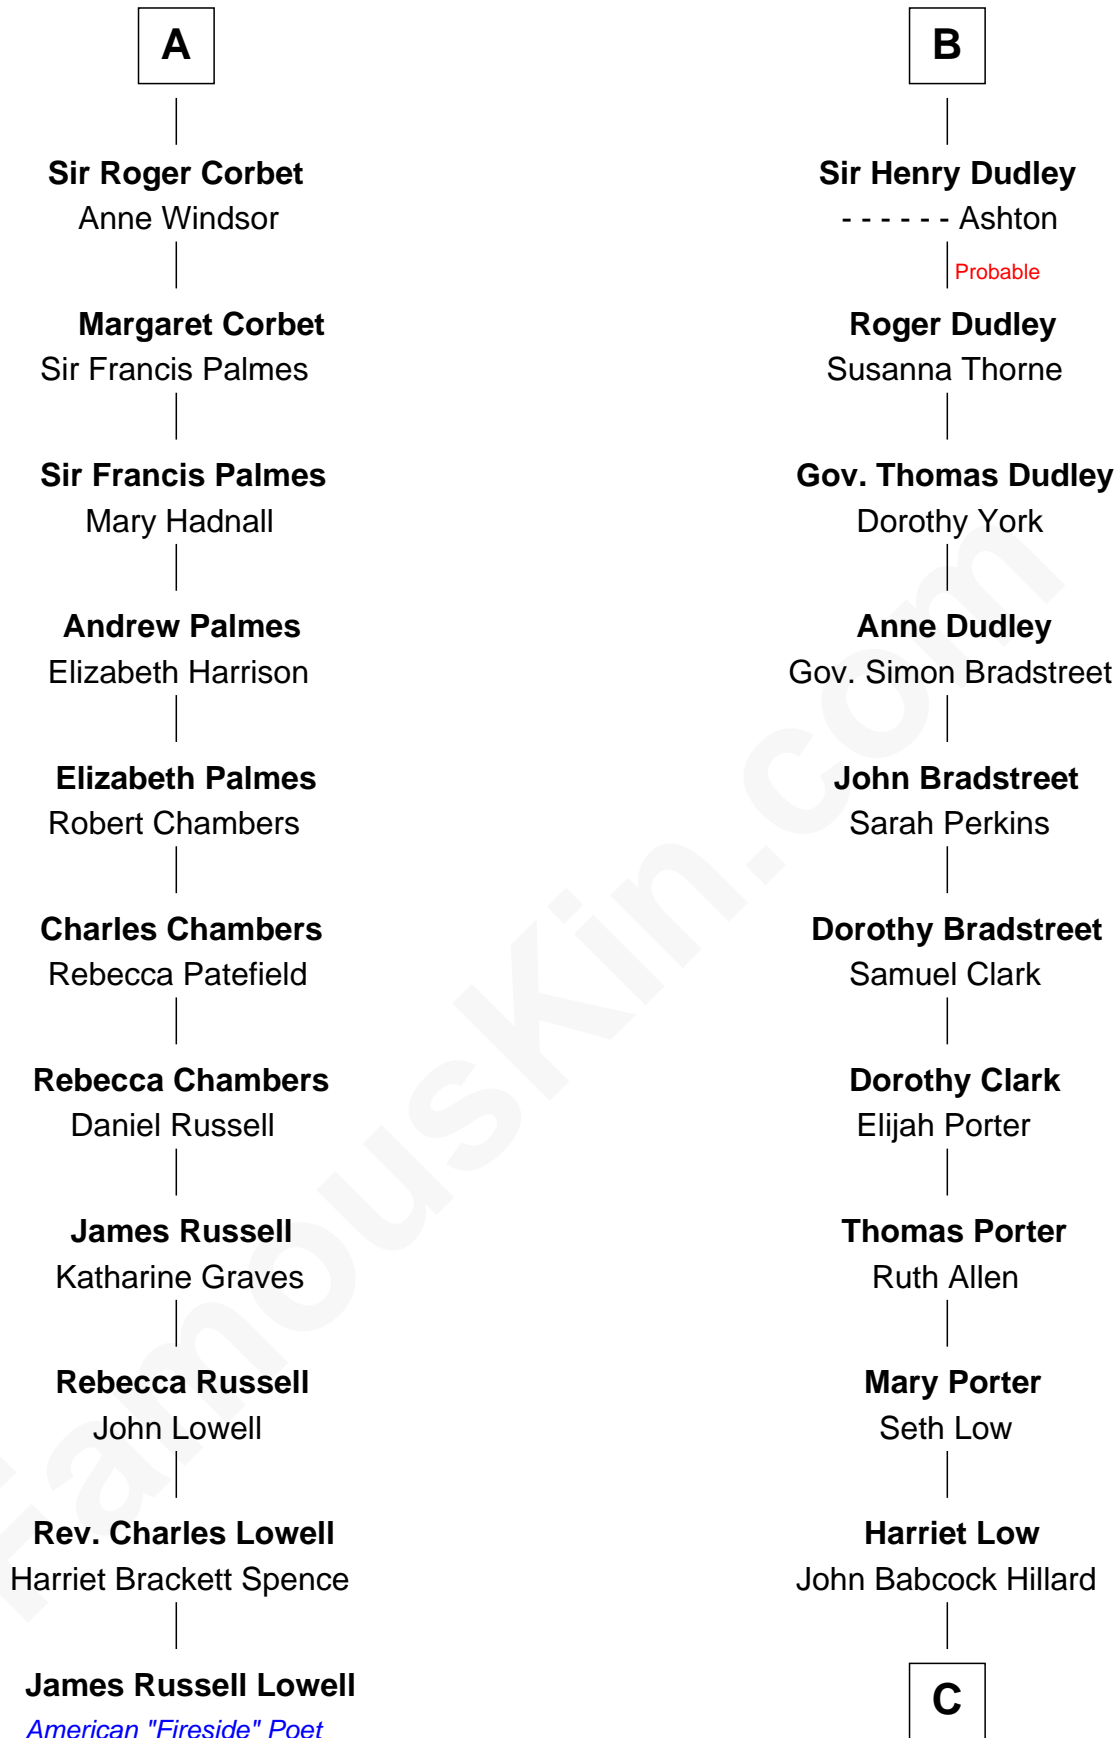 A
Sir Roger Corbet
Anne Windsor
Margaret Corbet
Sir Francis Palmes
Sir Francis Palmes
Mary Hadnall
Andrew Palmes
Elizabeth Harrison
Elizabeth Palmes
Robert Chambers
Charles Chambers
Rebecca Patefield
Rebecca Chambers
Daniel Russell
James Russell
Katharine Graves
Rebecca Russell
John Lowell
Rev. Charles Lowell
Harriet Brackett Spence
James Russell Lowell
American "Fireside" Poet
B
Sir Henry Dudley
- - - - - - Ashton
Probable
Roger Dudley
Susanna Thorne
Gov. Thomas Dudley
Dorothy York
Anne Dudley
Gov. Simon Bradstreet
John Bradstreet
Sarah Perkins
Dorothy Bradstreet
Samuel Clark
Dorothy Clark
Elijah Porter
Thomas Porter
Ruth Allen
Mary Porter
Seth Low
Harriet Low
John Babcock Hillard
C
FamousKin.com